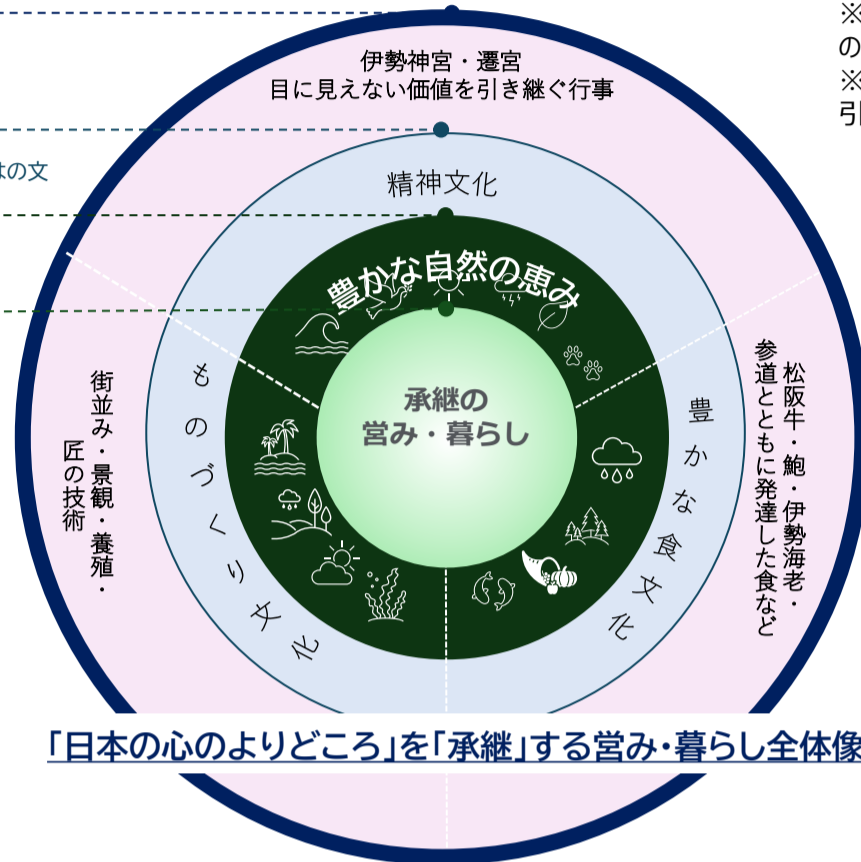 ※
の
※
引
伊勢神宮・遷宮
目に見えない価値を引き継ぐ行事
の文
精神文化
豊かな自然の恵み
承継の
営み・暮らし
ものづくり文化
豊かな食文化
街並み・景観・養殖・
匠の技術
松阪牛・鮑・伊勢海老・
参道とともに発達した食など
「日本の心のよりどころ」を「承継」する営み・暮らし全体像